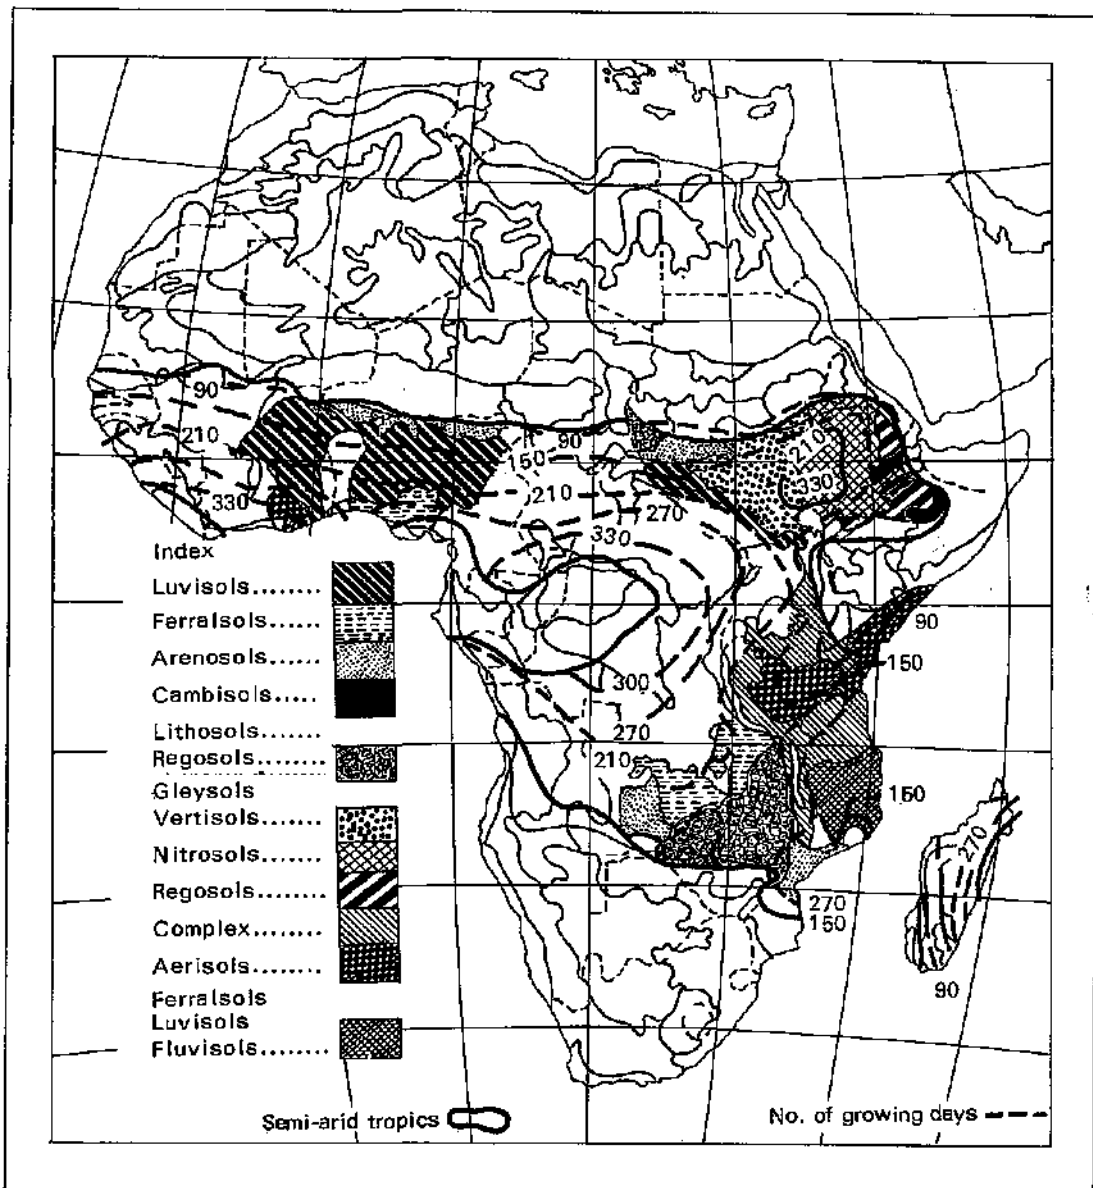 90
210
330
90
150
210
270
330
210
330
90
150
300
270
210
150
270
150
270
90
Index
Luvisols........
Ferralsols......
Arenosols......
Cambisols.....
Lithosols.......
Regosols........
Gleysols
Vertisols.......
Nitrosols.......
Regosols.......
Complex........
Aerisols........
Ferralsols
Luvisols
Fluvisols........
Semi-arid tropics
No. of growing days